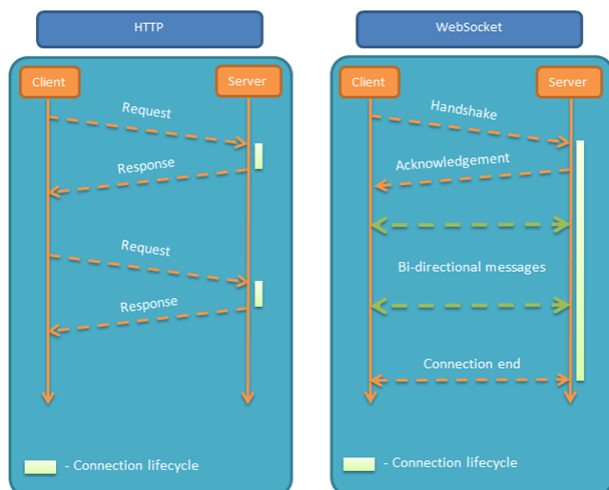 HTTP
Client
Server
Request
Response
Request
Response
- Connection lifecycle
WebSocket
Client
Server
Handshake
Acknowledgement
Bi-directional messages
Connection end
- Connection lifecycle